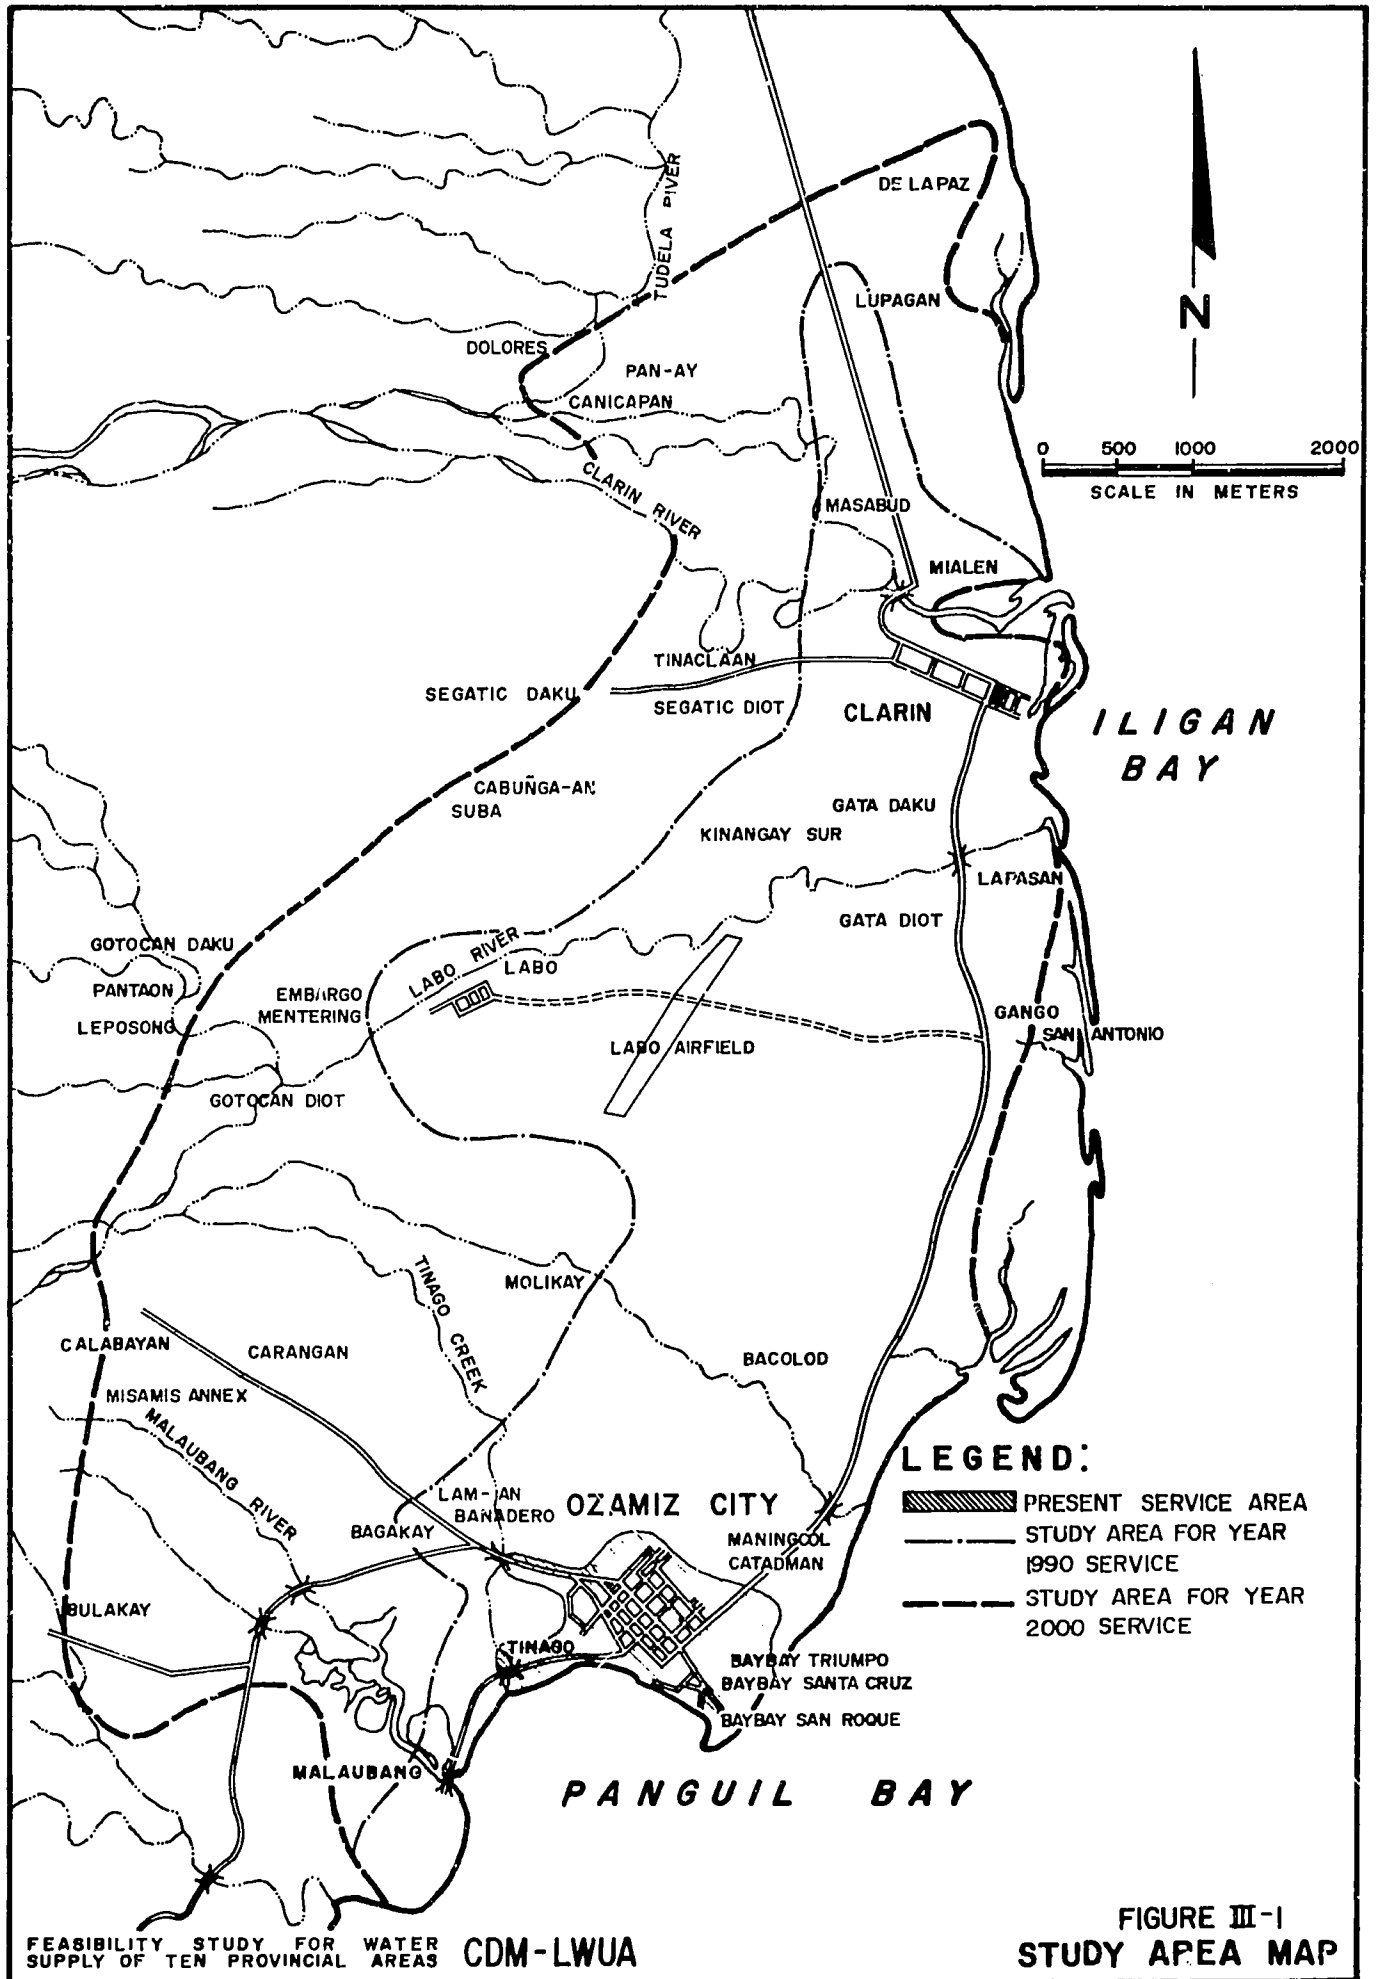 DE LA PAZ
TUDELA RIVER
N
LUPAGAN
DOLORES
PAN-AY
CANICAPAN
0 500 1000 2000
SCALE IN METERS
CLARIN RIVER
MASABUD
MIALEN
TINACLAAN
SEGATIC DAKU
SEGATIC DIOT
CLARIN
ILIGAN
BAY
CABUÑGA-AN
SUBA
GATA DAKU
KINANGAY SUR
LAPASAN
GATA DIOT
GOTOCAN DAKU
LABO RIVER
LABO
PANTAON
EMBARGO
MENTERING
LEPOSONG
GANGO
SAN ANTONIO
LABO AIRFIELD
GOTOCAN DIOT
TINAGO CREEK
MOLIKAY
CALABAYAN
CARANGAN
BACOLOD
MISAMIS ANNEX
MALAUBANG RIVER
LEGEND:
PRESENT SERVICE AREA
STUDY AREA FOR YEAR
1990 SERVICE
STUDY AREA FOR YEAR
2000 SERVICE
LAM-AN
BAÑADERO
OZAMIZ CITY
BAGAKAY
MANINGCOL
CATADMAN
BULAKAY
TINAGO
BAYBAY TRIUMPO
BAYBAY SANTA CRUZ
BAYBAY SAN ROQUE
MALAUBANG
PANGUIL BAY
FIGURE III-I
STUDY AREA MAP
FEASIBILITY STUDY FOR WATER
SUPPLY OF TEN PROVINCIAL AREAS
CDM-LWUA